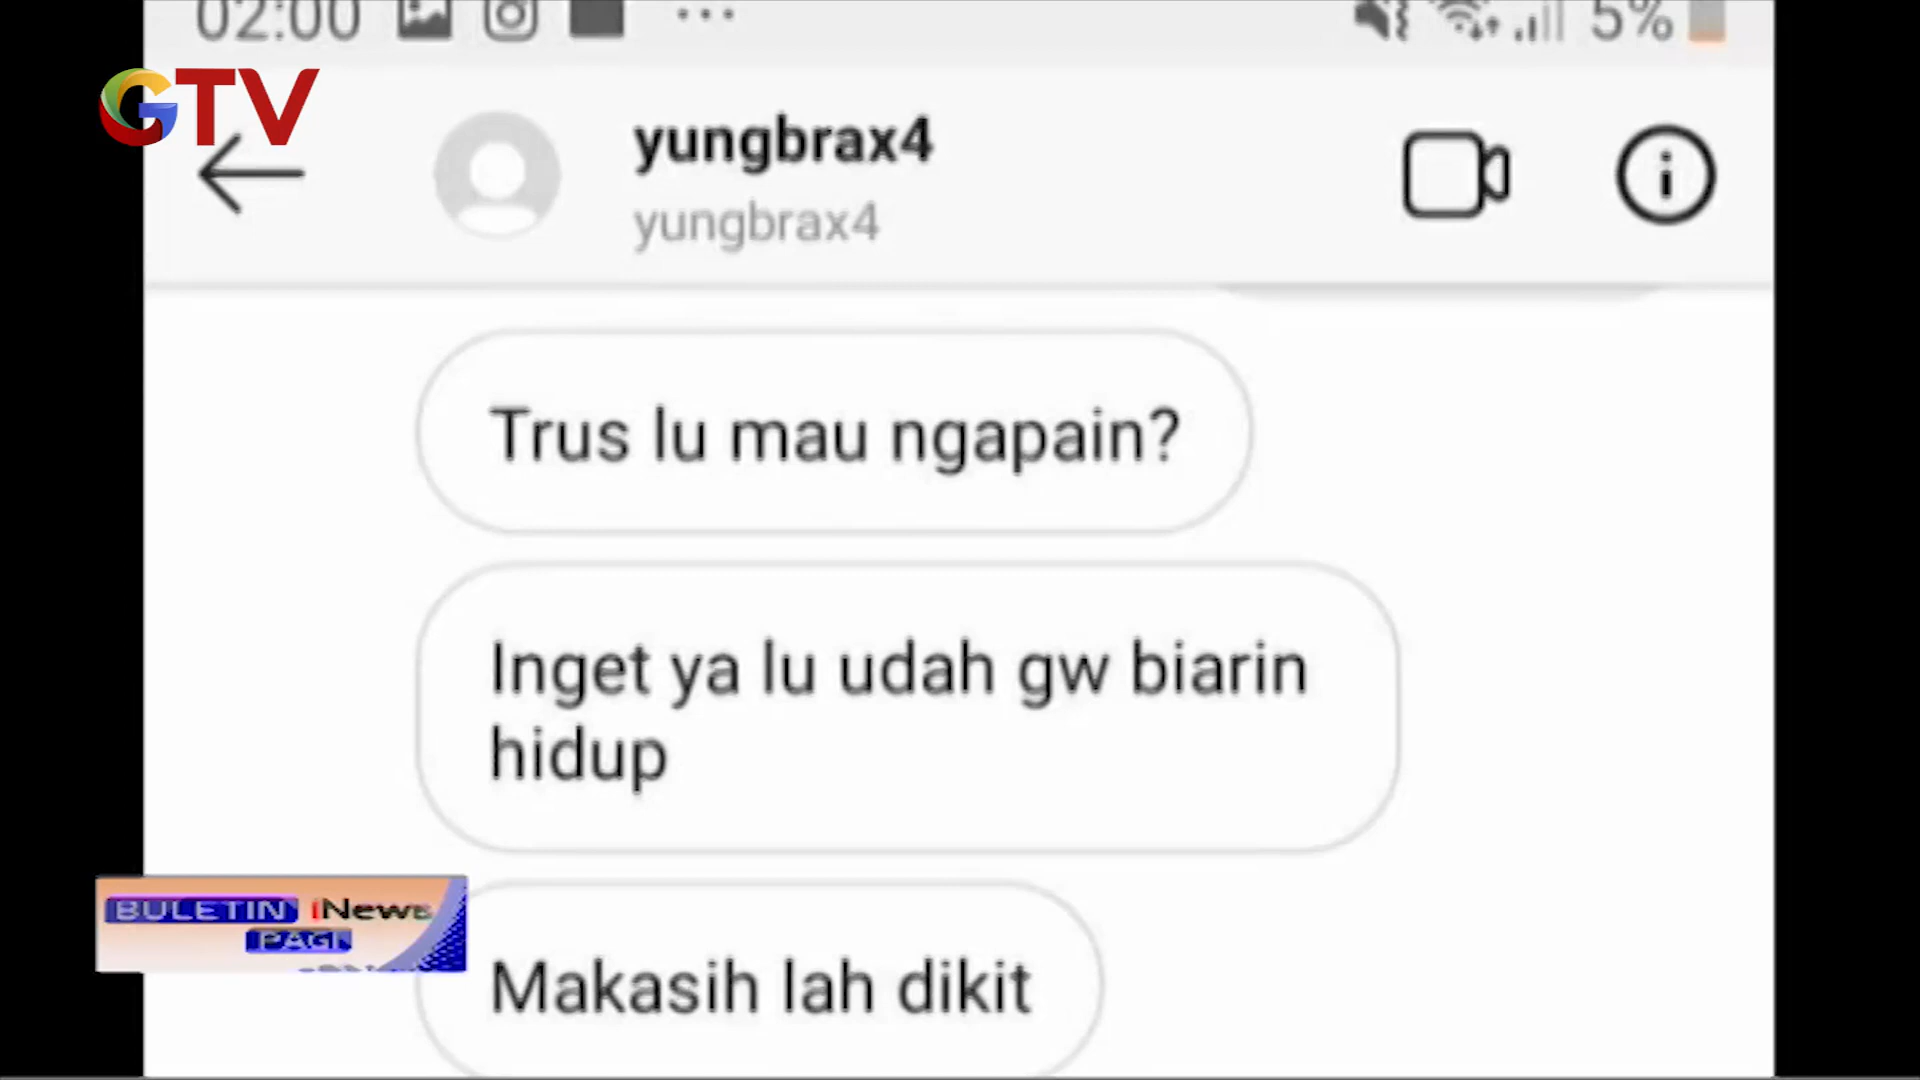 02:00
5%
GTV
yungbrax4
yungbrax4
Trus lu mau ngapain?
Inget ya lu udah gw biarin
hidup
BULETIN iNews
PAGI
Makasih lah dikit